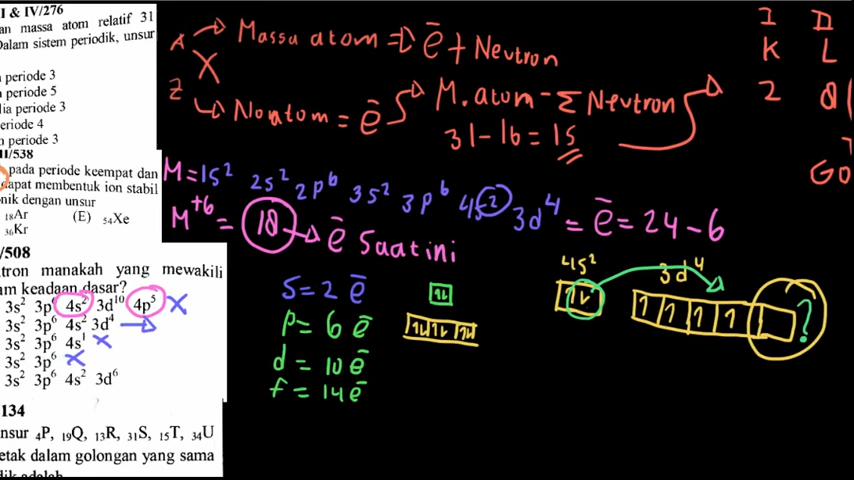 I & IV/276
an massa atom relatif 31
Dalam sistem periodik, unsur
periode 3
periode 5
ia periode 3
eriode 4
periode 3
II/538
pada periode keempat dan
dapat membentuk ion stabil
nik dengan unsur
18Ar (E) 54Xe
36Kr
/508
tron manakah yang mewakili
am keadaan dasar?
3s² 3p⁶ 4s² 3d¹⁰ 4p⁵ X
3s² 3p⁶ 4s² 3d⁴
3s² 3p⁶ 4s¹ X
3s² 3p⁶ X
3s² 3p⁶ 4s² 3d⁶
134
nsur ₄P, ₁₉Q, ₁₃R, ₃₁S, ₁₅T, ₃₄U
etak dalam golongan yang sama
A → Massa atom => ē + Neutron
X
Z → No atom = ē
M. atom - Σ Neutron
31 - 16 = 15
I II
K L
2 8
GO
M = 1s² 2s² 2p⁶ 3s² 3p⁶ 4s² 3d⁴ = ē = 24 - 6
M⁺⁶ = 18 → ē Saat ini
S = 2 ē
p = 6 ē
d = 10 ē
f = 14 ē
4s² 3d⁴
?